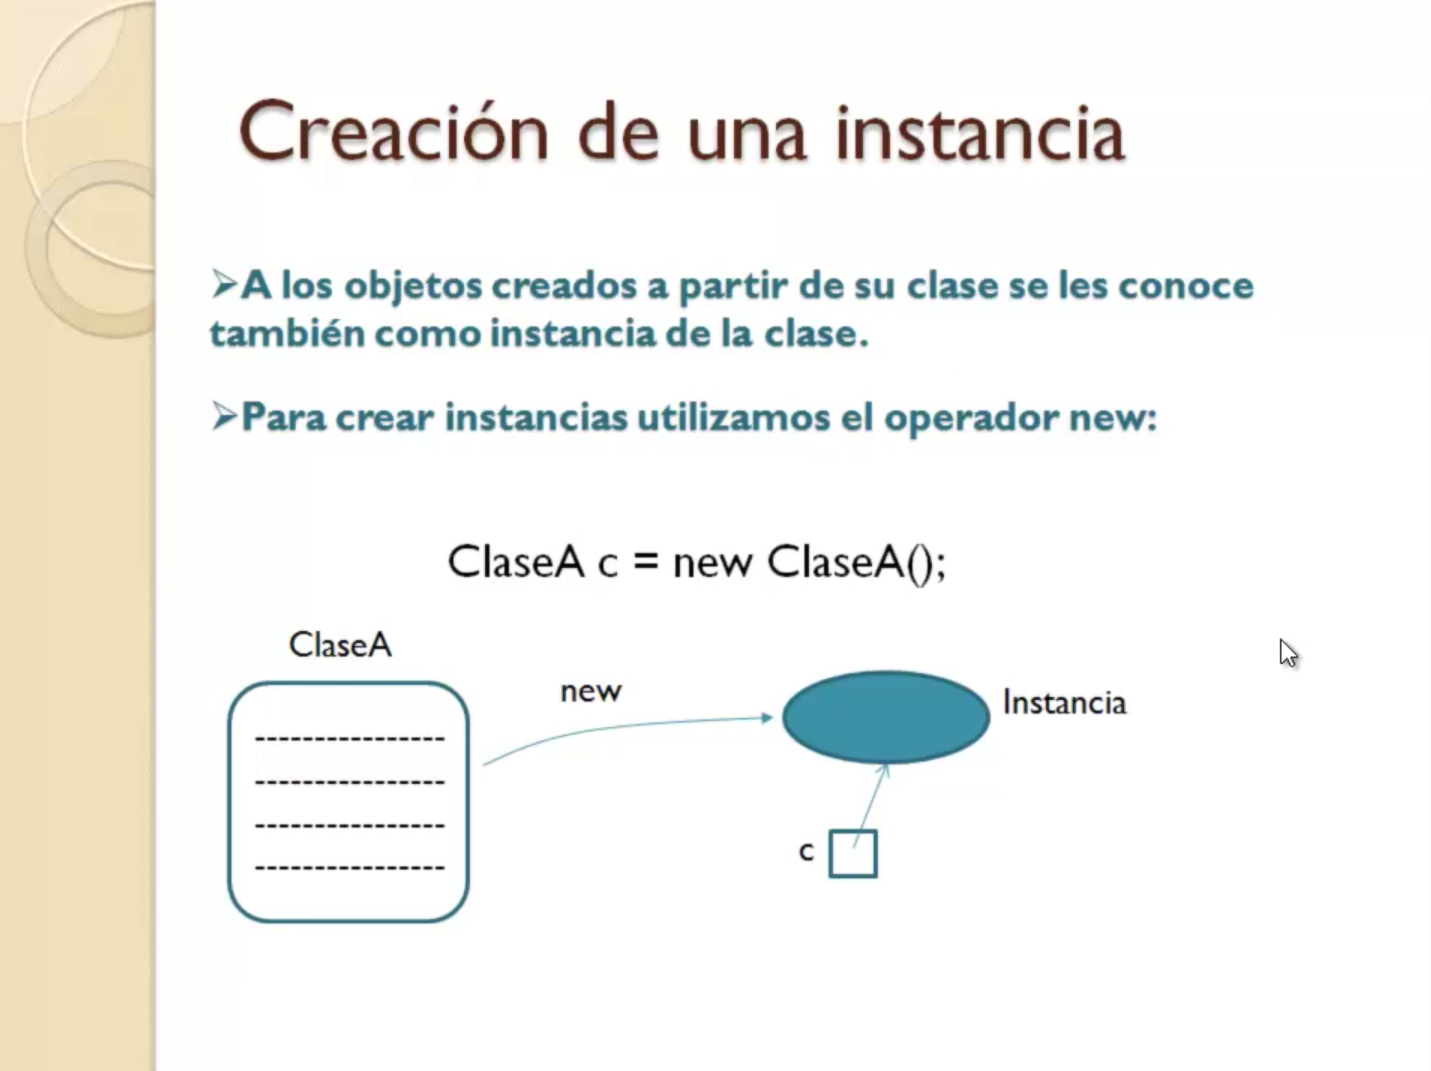 Creación de una instancia
➢A los objetos creados a partir de su clase se les conoce
también como instancia de la clase.
➢Para crear instancias utilizamos el operador new:
ClaseA c = new ClaseA();
ClaseA
new
Instancia
---------------
---------------
---------------
---------------
c